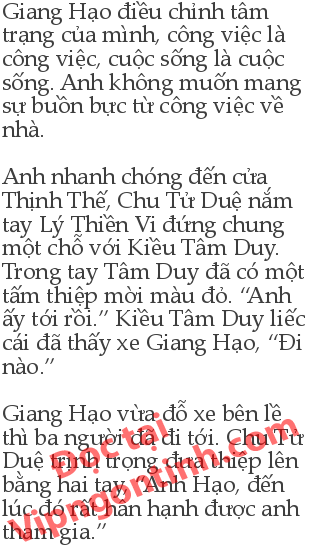 Giang Hạo điều chỉnh tâm
trạng của mình, công việc là
công việc, cuộc sống là cuộc
sống. Anh không muốn mang
sự buồn bực từ công việc về
nhà.

Anh nhanh chóng đến cửa
Thịnh Thế, Chu Tử Duệ nắm
tay Lý Thiền Vi đứng chung
một chỗ với Kiều Tâm Duy.
Trong tay Tâm Duy đã có một
tấm thiệp mời màu đỏ. “Anh
ấy tới rồi.” Kiều Tâm Duy liếc
cái đã thấy xe Giang Hạo, “Đi
nào.”

Giang Hạo vừa đỗ xe bên lề
thì ba người đã đi tới. Chu Tử
Duệ trịnh trọng đưa thiệp lên
bằng hai tay, “Anh Hạo, đến
lúc đó rất hân hạnh được anh
tham gia.”
Đọc tại
Vipngontinh.com